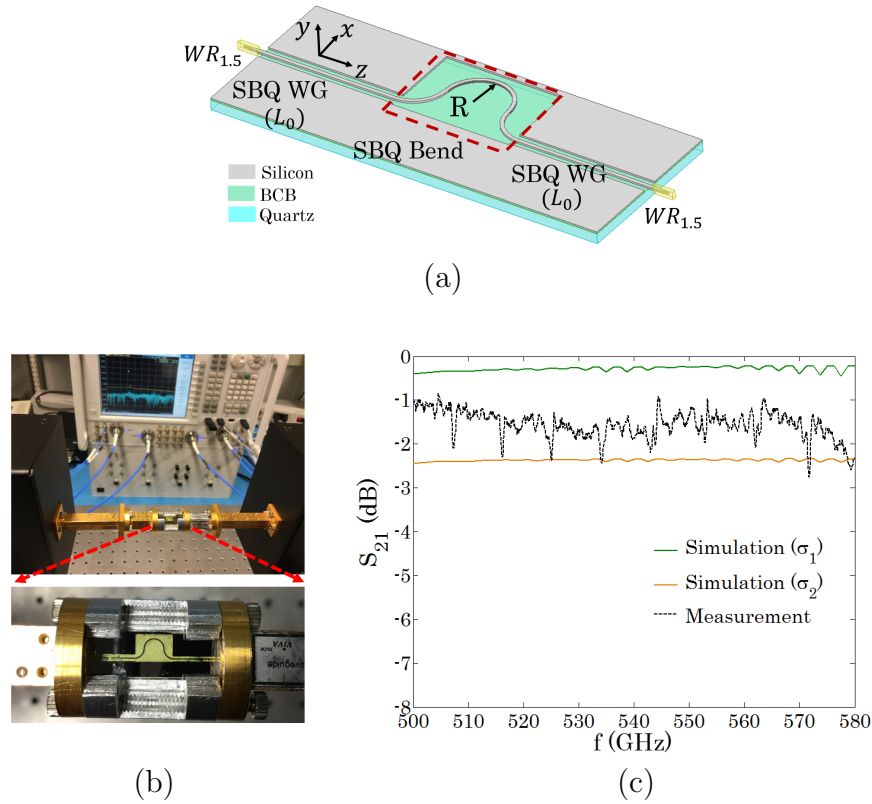 y x
WR1.5 z
SBQ WG
(L0) R
SBQ Bend
SBQ WG
(L0)
WR1.5
Silicon
BCB
Quartz
(a)
VIVA
(b)
0
-1
-2
-3
-4
-5
-6
-7
-8
S21 (dB)
Simulation (σ1)
Simulation (σ2)
Measurement
500 510 520 530 540 550 560 570 580
f (GHz)
(c)